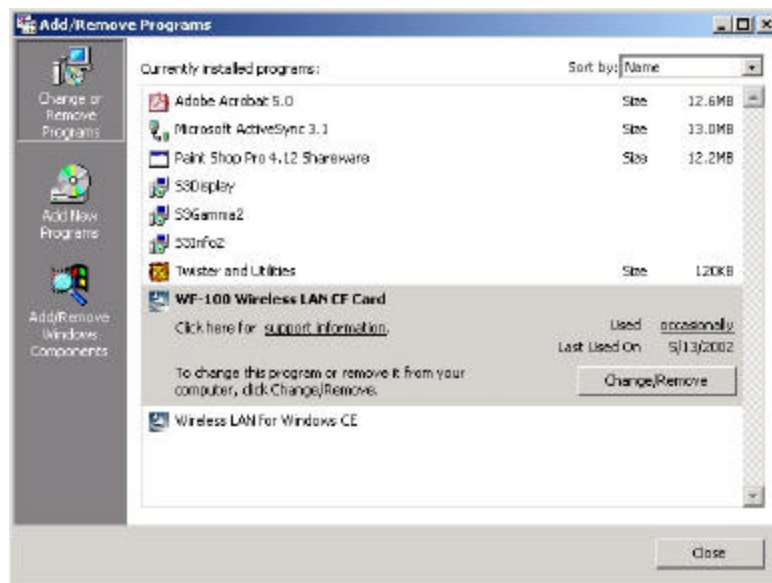 Add/Remove Programs
Change or
Remove
Programs
Add New
Programs
Add/Remove
Windows
Components
Currently installed programs:
Sort by: Name
Adobe Acrobat 5.0 Size 12.6MB
Microsoft ActiveSync 3.1 Size 13.0MB
Paint Shop Pro 4.12 Shareware Size 12.2MB
S3Display
S3Gamma2
S3Info2
Twister and Utilities Size 120KB
WF-100 Wireless LAN CF Card
Click here for support information. Used occasionally
Last Used On 5/13/2002
To change this program or remove it from your
computer, click Change/Remove.
Change/Remove
Wireless LAN for Windows CE
Close